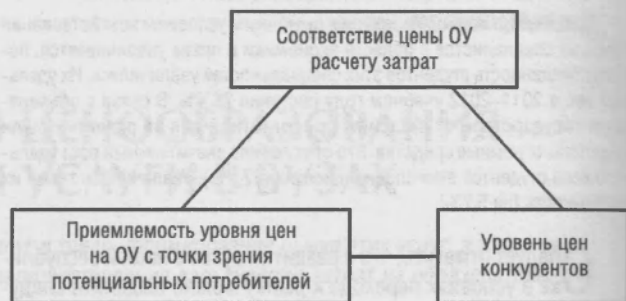 Соответствие цены ОУ
расчету затрат
Приемлемость уровня цен
на ОУ с точки зрения
потенциальных потребителей
Уровень цен
конкурентов